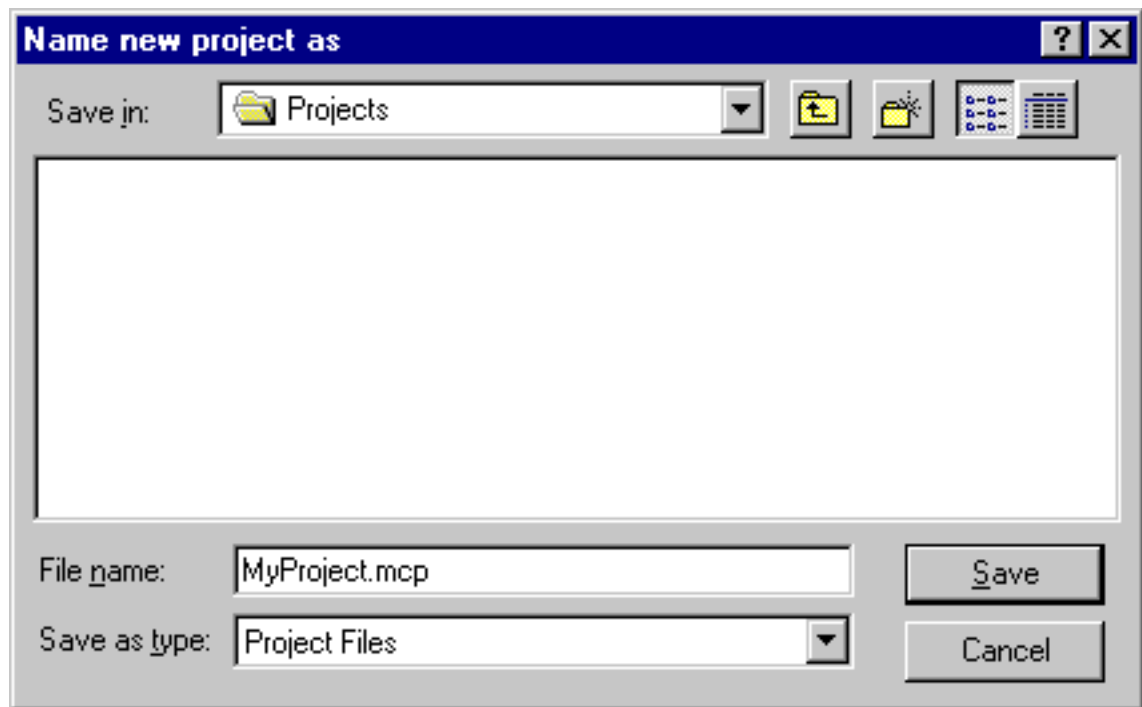 Name new project as
Save in: Projects
File name: MyProject.mcp
Save
Save as type: Project Files
Cancel